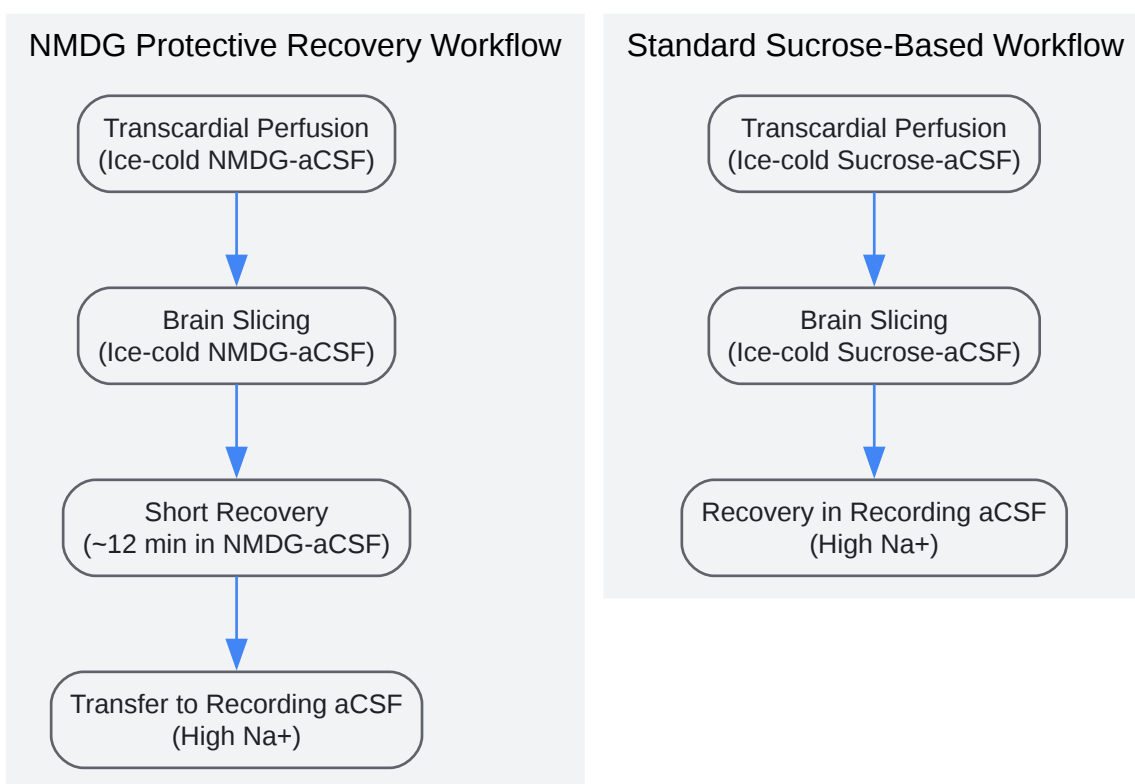 NMDG Protective Recovery Workflow
Transcardial Perfusion
(Ice-cold NMDG-aCSF)
Brain Slicing
(Ice-cold NMDG-aCSF)
Short Recovery
(~12 min in NMDG-aCSF)
Transfer to Recording aCSF
(High Na+)
Standard Sucrose-Based Workflow
Transcardial Perfusion
(Ice-cold Sucrose-aCSF)
Brain Slicing
(Ice-cold Sucrose-aCSF)
Recovery in Recording aCSF
(High Na+)